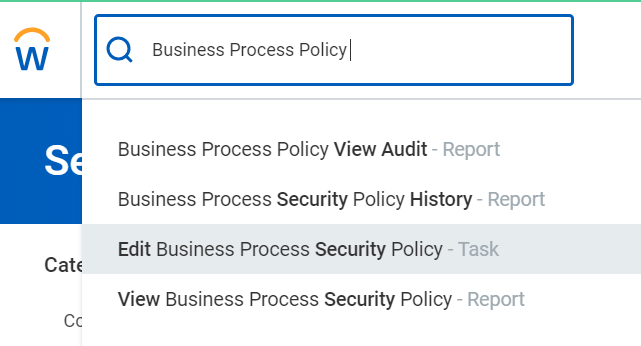 W
Business Process Policy
Business Process Policy View Audit - Report
Business Process Security Policy History - Report
Se
Edit Business Process Security Policy - Task
Cate
View Business Process Security Policy - Report
Co